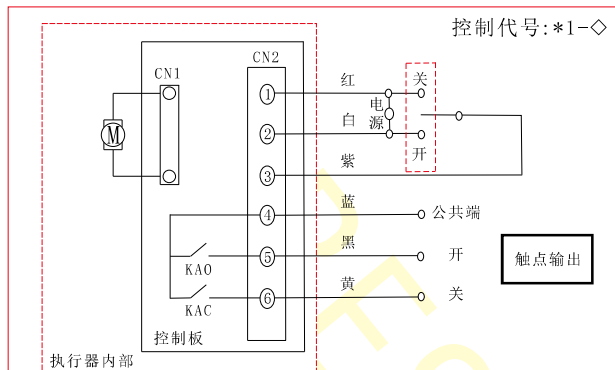 控制代号:*1-◇
CN2
CN1
M
1
红
关
电源
2
白
开
3
紫
4
蓝
公共端
5
黑
开
KAO
触点输出
6
黄
关
KAC
控制板
执行器内部